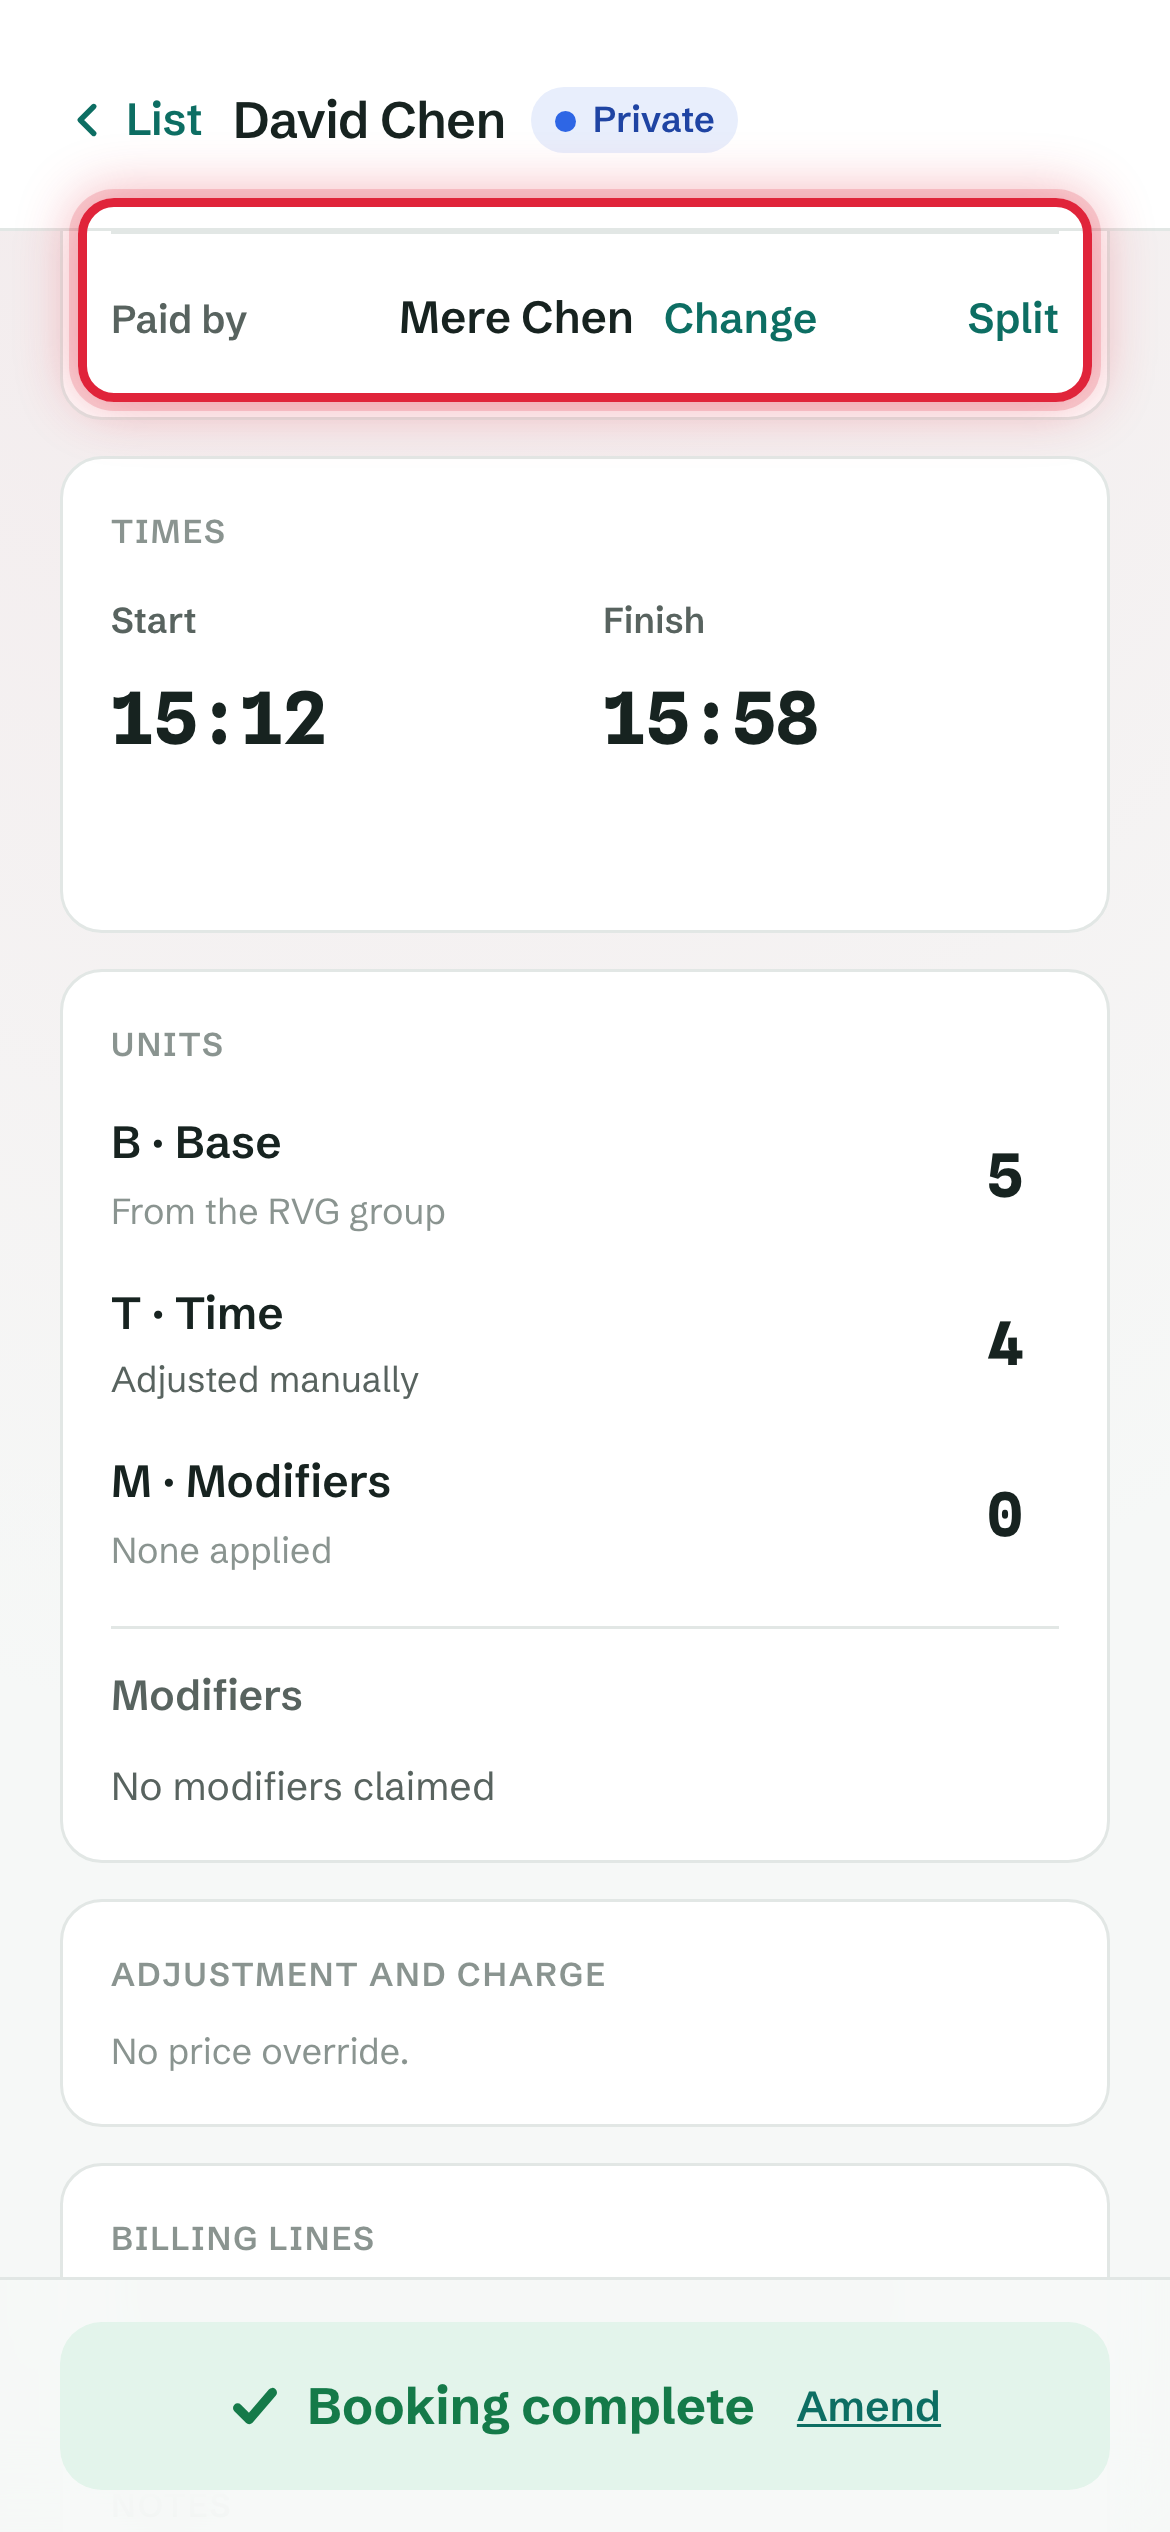 List David Chen Private
Paid by Mere Chen Change Split
TIMES
Start Finish
15:12 15:58
UNITS
B · Base
From the RVG group
5
T · Time
Adjusted manually
4
M · Modifiers
None applied
0
Modifiers
No modifiers claimed
ADJUSTMENT AND CHARGE
No price override.
BILLING LINES
Booking complete Amend
NOTES